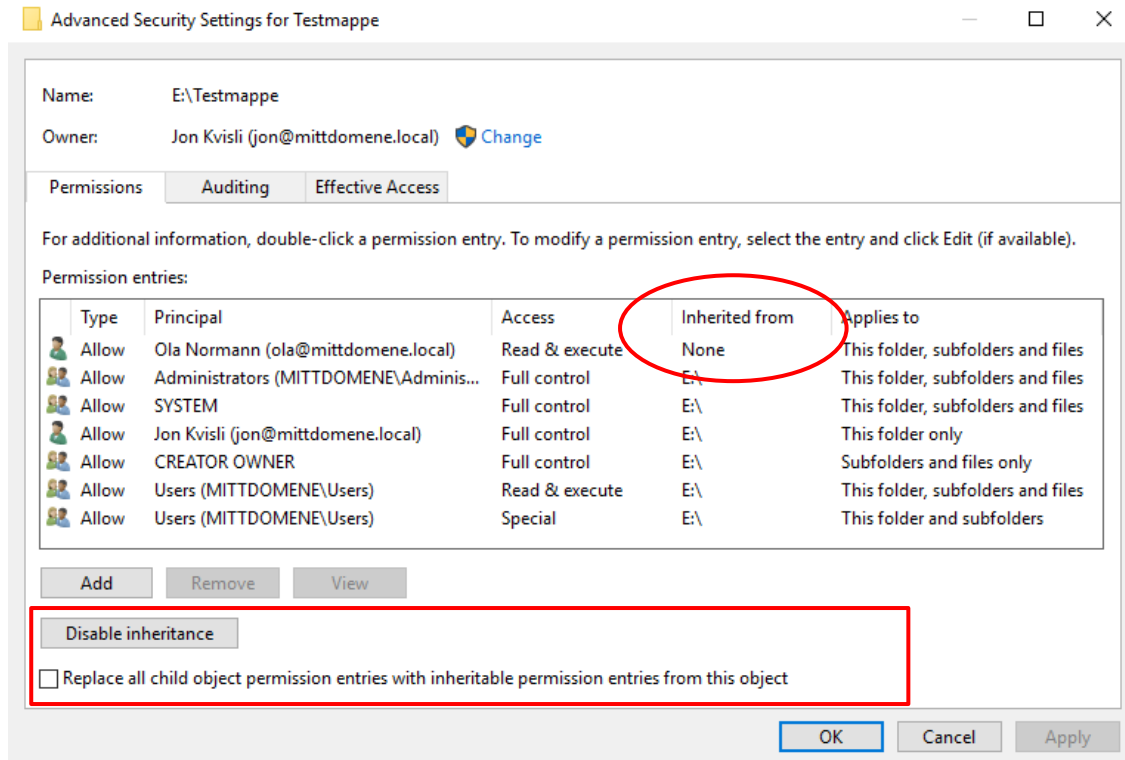 Advanced Security Settings for Testmappe
Name: E:\Testmappe
Owner: Jon Kvisli (jon@mittdomene.local) Change
Permissions Auditing Effective Access
For additional information, double-click a permission entry. To modify a permission entry, select the entry and click Edit (if available).
Permission entries:
Type Principal Access Inherited from Applies to
Allow Ola Normann (ola@mittdomene.local) Read & execute None This folder, subfolders and files
Allow Administrators (MITTDOMENE\Adminis... Full control E:\ This folder, subfolders and files
Allow SYSTEM Full control E:\ This folder, subfolders and files
Allow Jon Kvisli (jon@mittdomene.local) Full control E:\ This folder only
Allow CREATOR OWNER Full control E:\ Subfolders and files only
Allow Users (MITTDOMENE\Users) Read & execute E:\ This folder, subfolders and files
Allow Users (MITTDOMENE\Users) Special E:\ This folder and subfolders
Add Remove View
Disable inheritance
Replace all child object permission entries with inheritable permission entries from this object
OK Cancel Apply